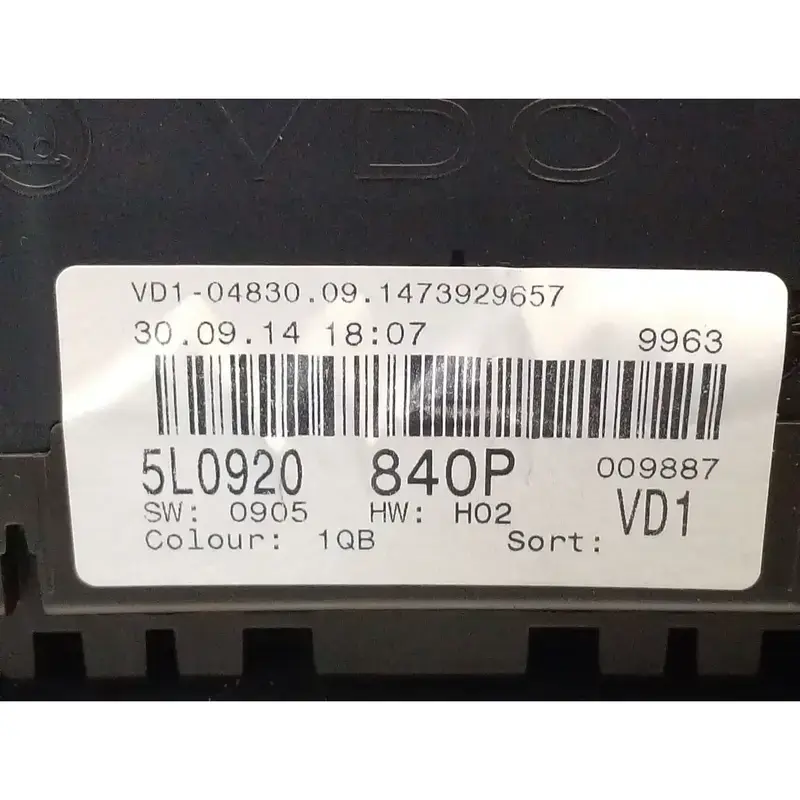 VDO
VD1-04830.09.1473929657
30.09.14 18:07 9963
5L0920 840P 009887
SW: 0905 HW: H02 VD1
Colour: 1QB Sort: